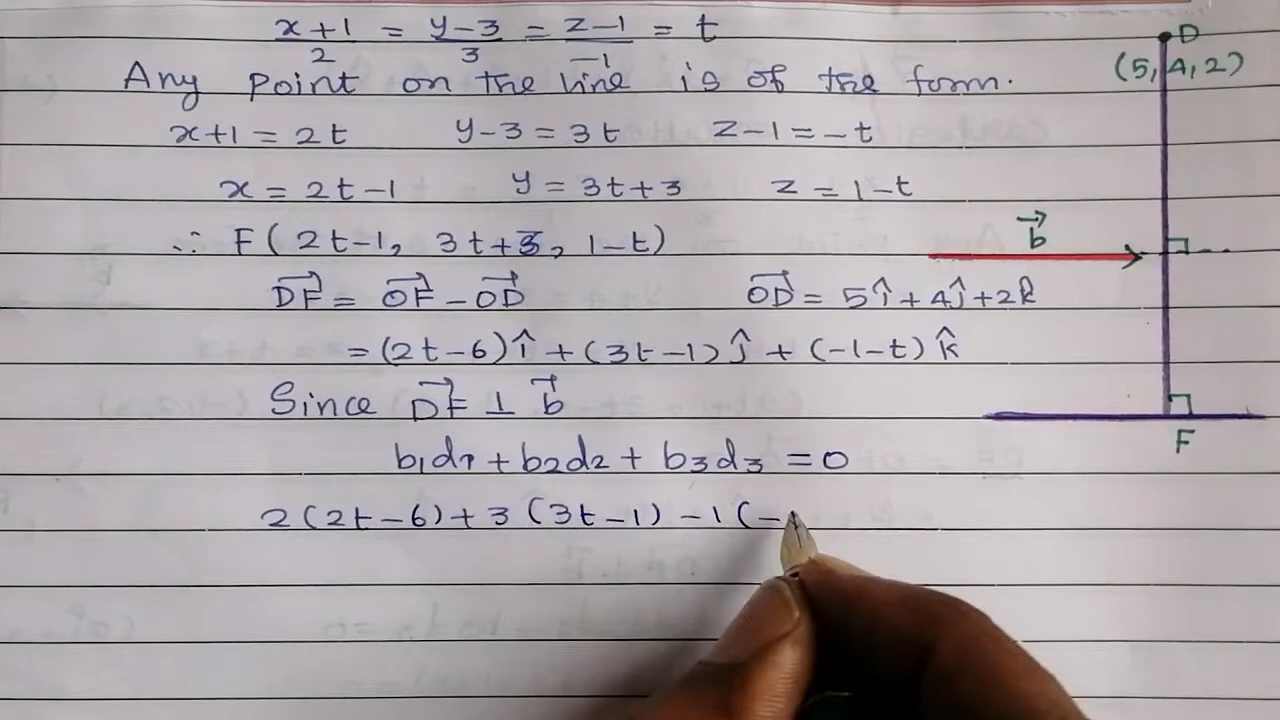 x+1/2 = y-3/3 = z-1/-1 = t
Any Point on the line is of the form.
x+1=2t y-3=3t z-1=-t
x=2t-1 y=3t+3 z=1-t
∴ F(2t-1, 3t+3, 1-t)
DF⃗ = OF⃗ - OD⃗ OD⃗ = 5î+4ĵ+2k̂
=(2t-6)î+(3t-1)ĵ+(-1-t)k̂
Since DF⃗ ⊥ b⃗
b₁d₁+b₂d₂+b₃d₃=0
2(2t-6)+3(3t-1)-1(-1
D
(5,4,2)
b⃗
F